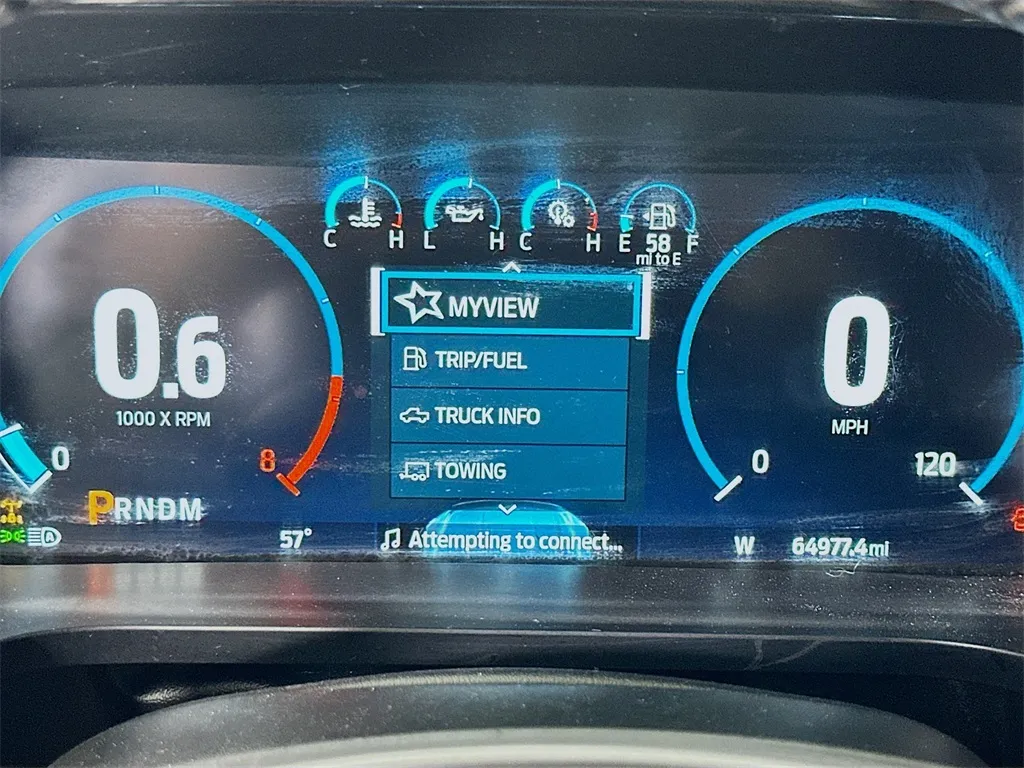 C H L H C H E 58 F
mi to E
MYVIEW
TRIP/FUEL
TRUCK INFO
TOWING
0.6
1000 X RPM
0 8
PRNDM
57°
Attempting to connect...
0
MPH
0 120
W 64977.4mi
A